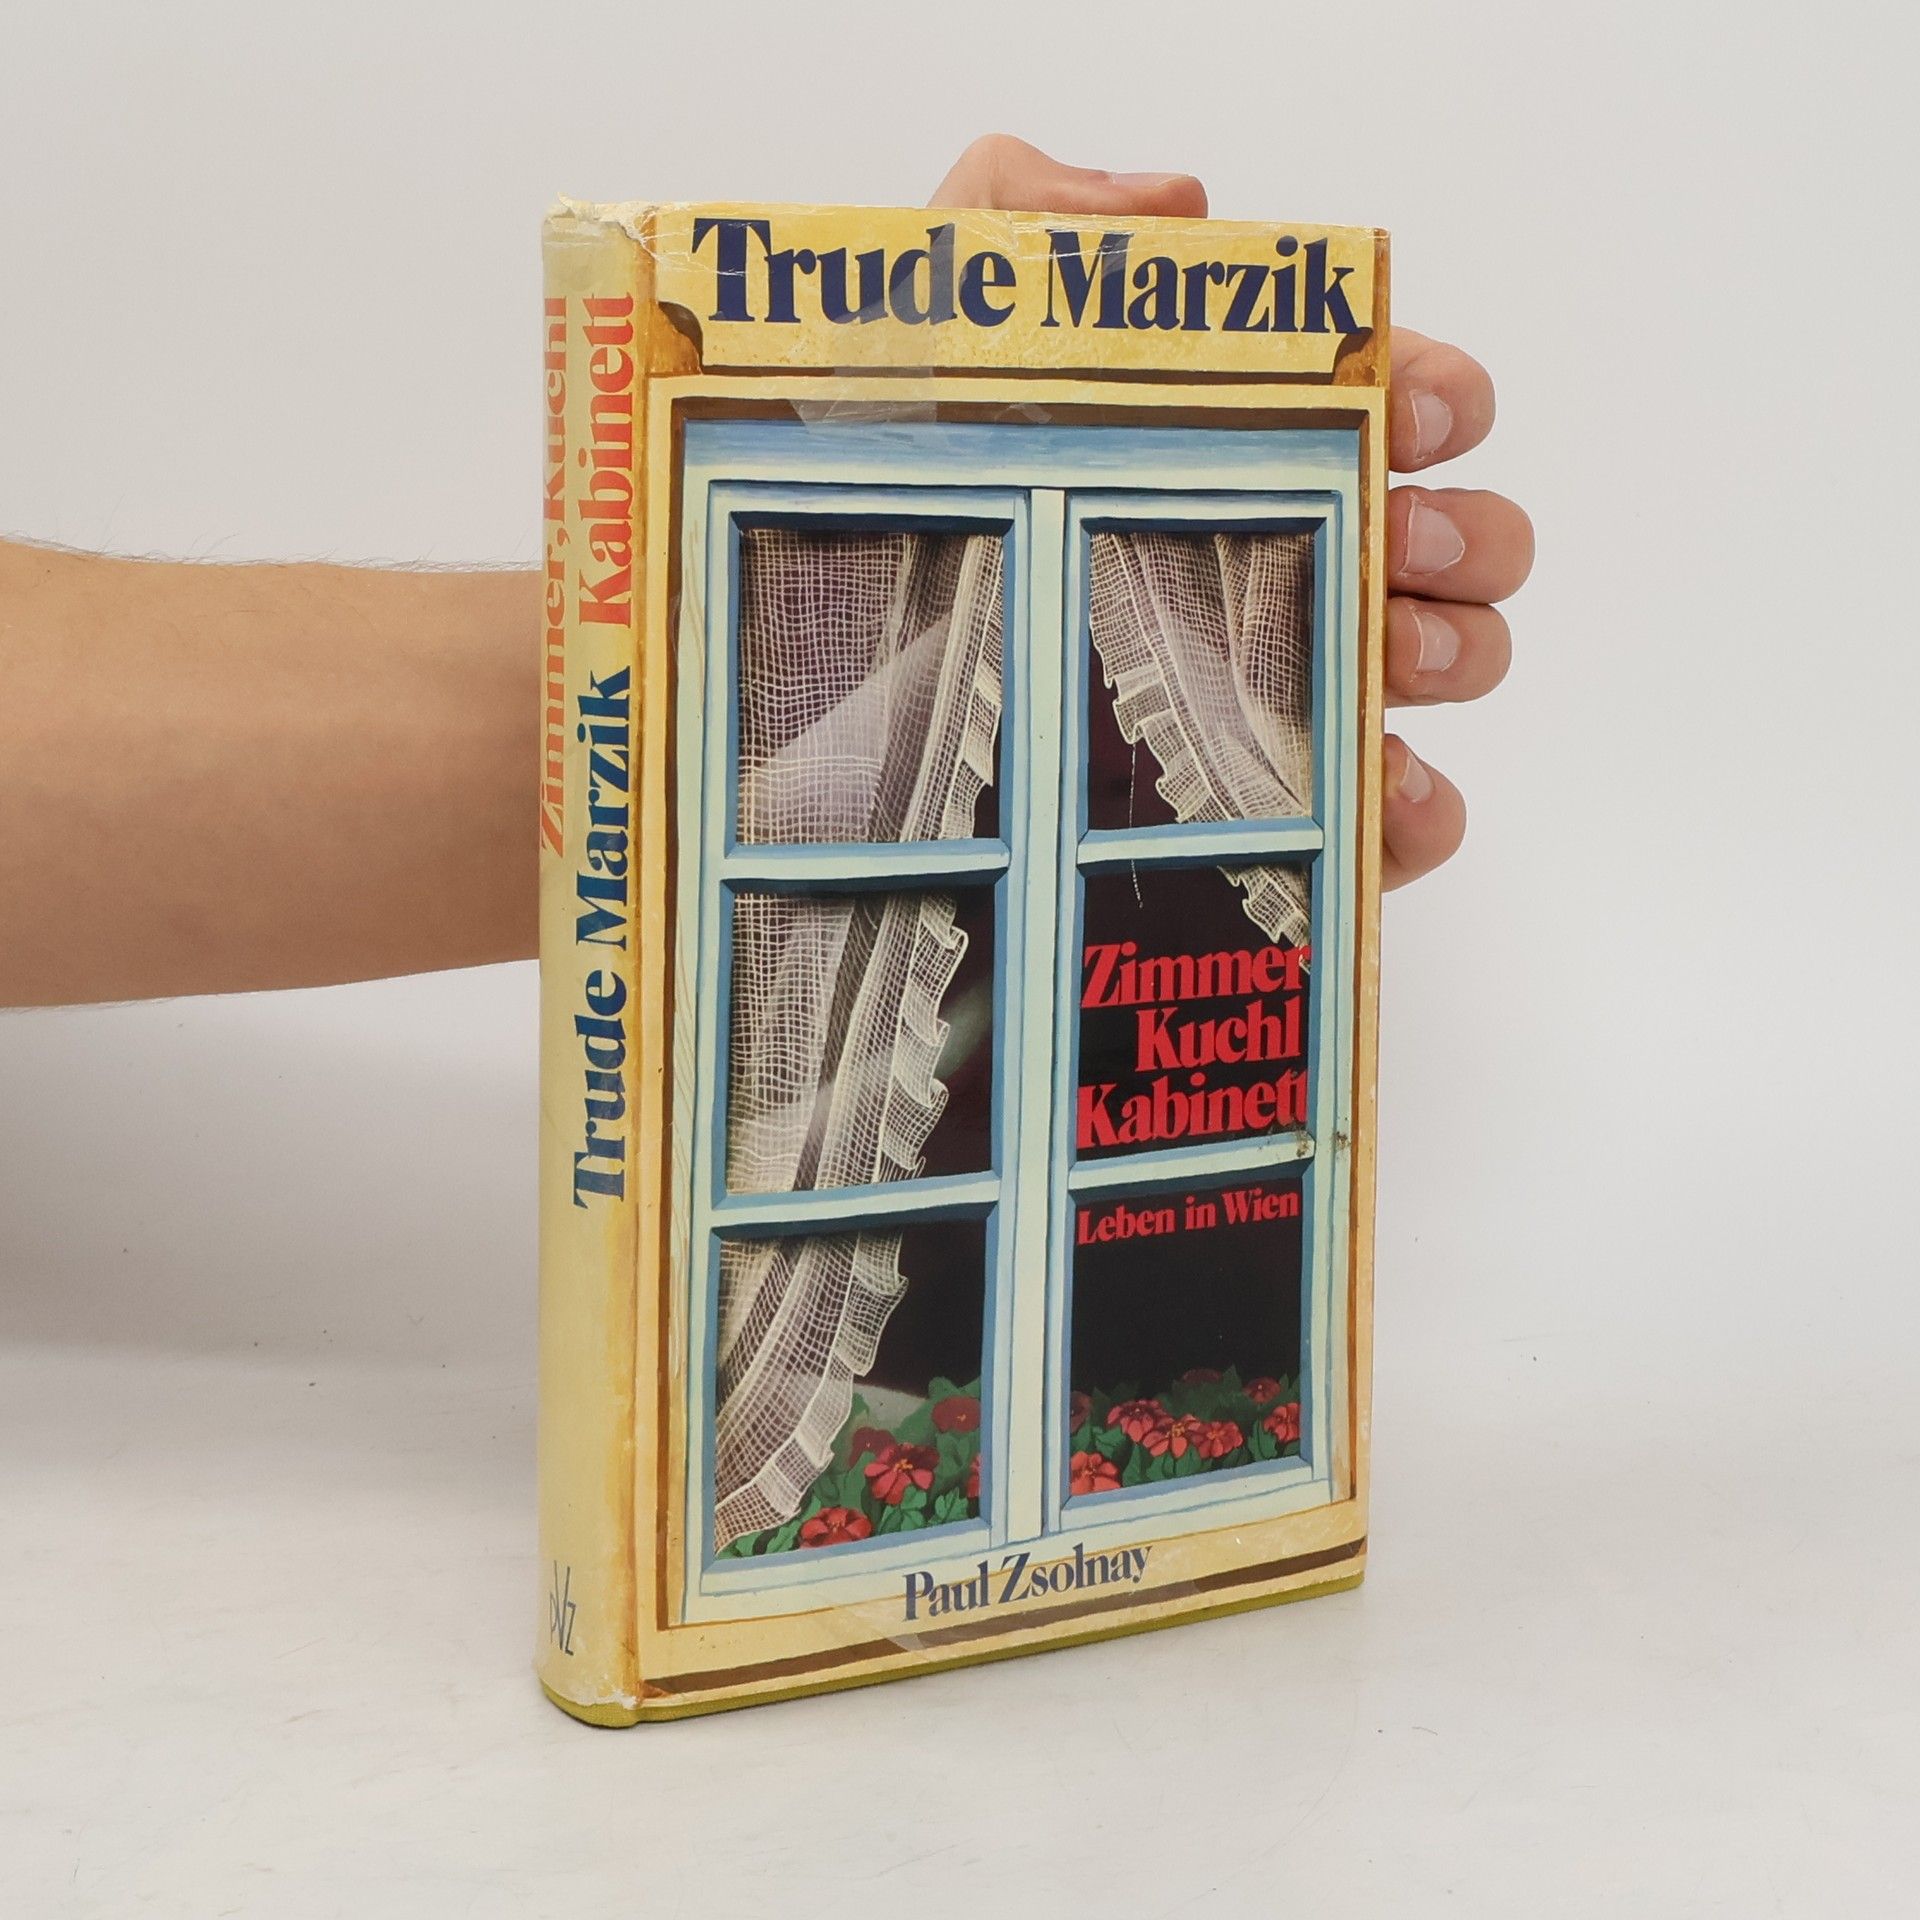 Trude Marzik
Zimmer
Kuchl
Kabinett
Leben in Wien
Paul Zsolnay
Trude Marzik
Zimmer, Kuchl
Kabinett
PVZ